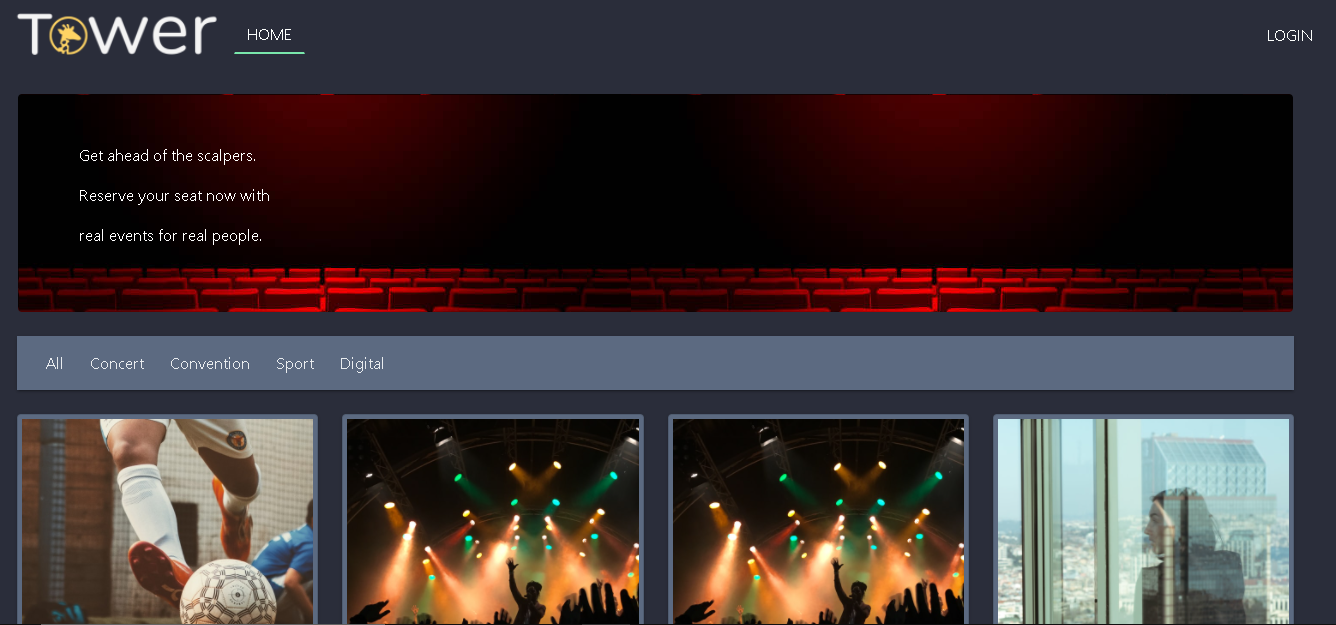 Tower
HOME
LOGIN
Get ahead of the scalpers.
Reserve your seat now with
real events for real people.
All Concert Convention Sport Digital